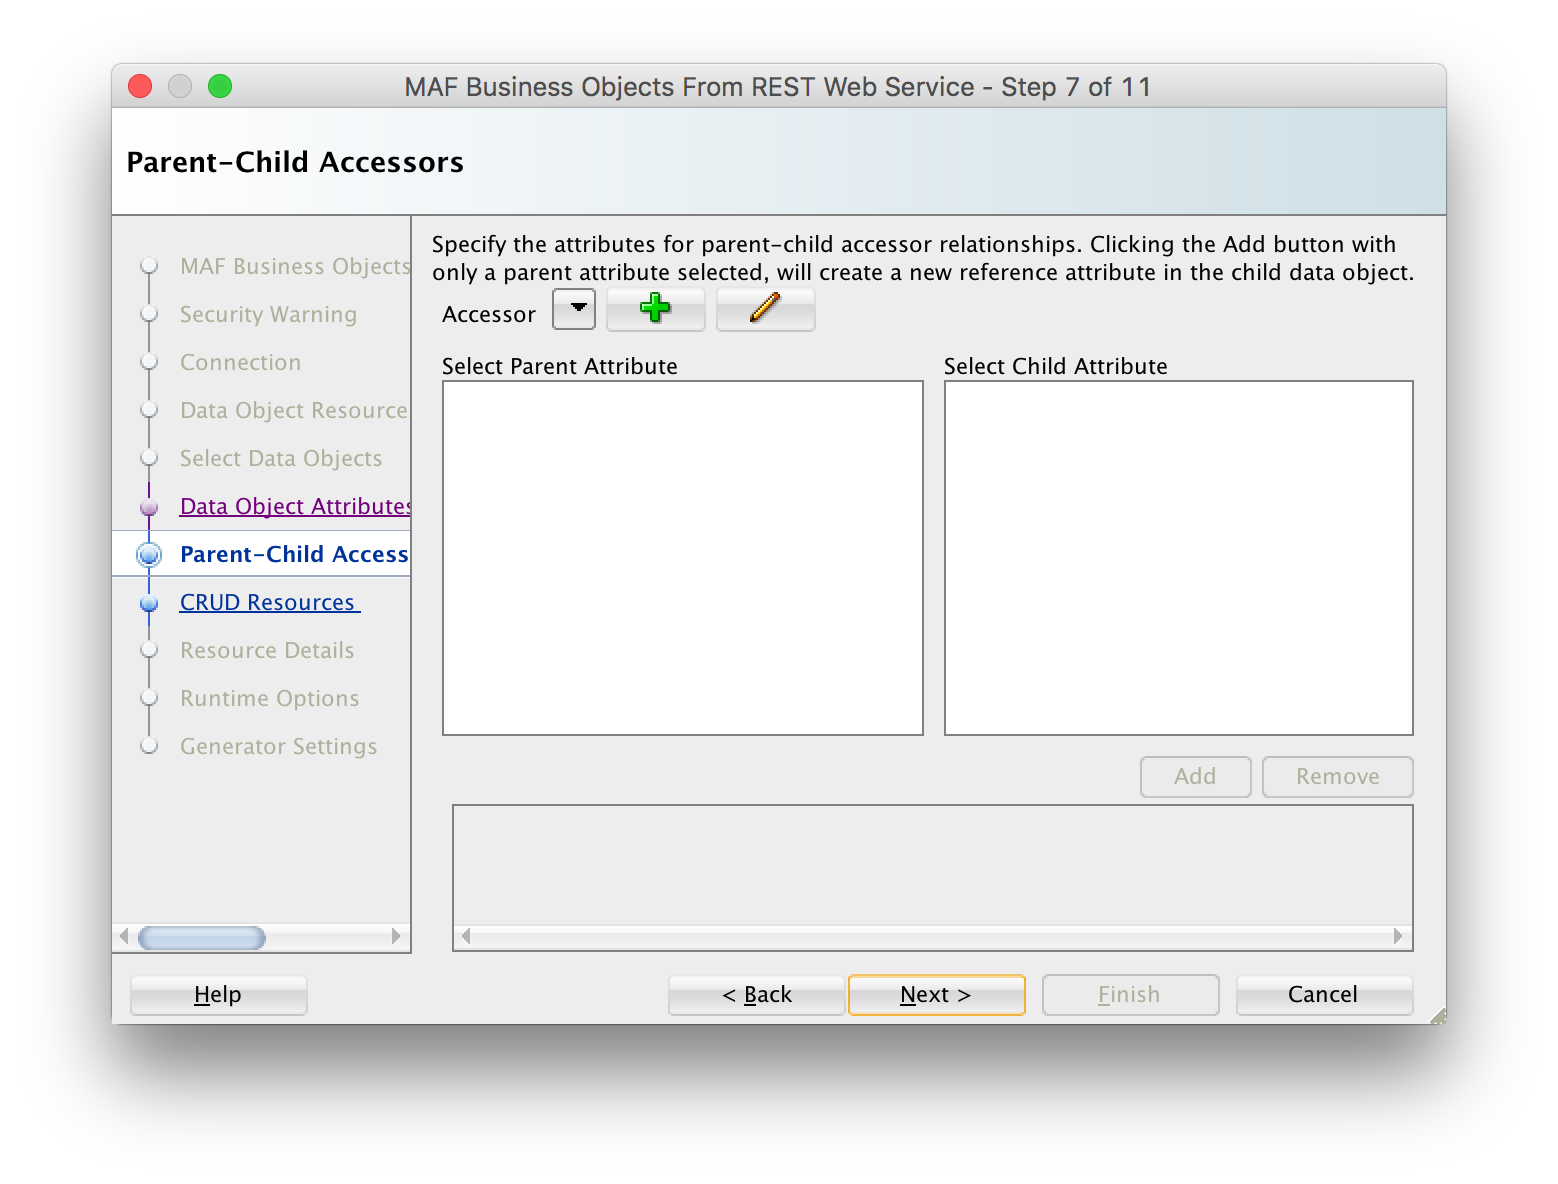 MAF Business Objects From REST Web Service - Step 7 of 11
Parent-Child Accessors
MAF Business Objects
Security Warning
Connection
Data Object Resource
Select Data Objects
Data Object Attributes
Parent-Child Access
CRUD Resources
Resource Details
Runtime Options
Generator Settings
Specify the attributes for parent-child accessor relationships. Clicking the Add button with
only a parent attribute selected, will create a new reference attribute in the child data object.
Accessor
Select Parent Attribute
Select Child Attribute
Add
Remove
Help
< Back
Next >
Finish
Cancel